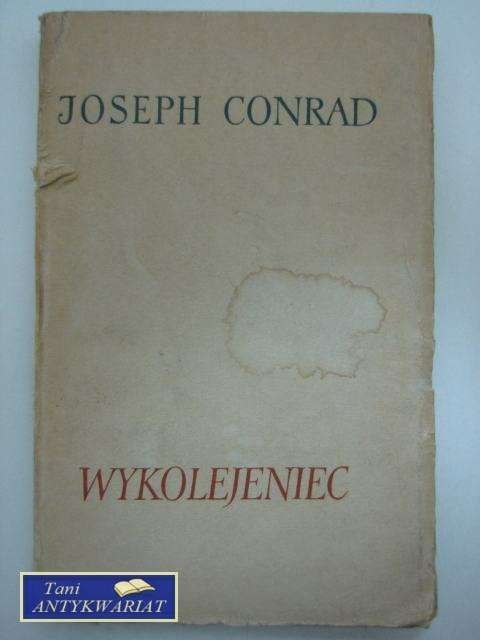 JOSEPH CONRAD
WYKOLEJENIEC
Tani
ANTYKWARIAT